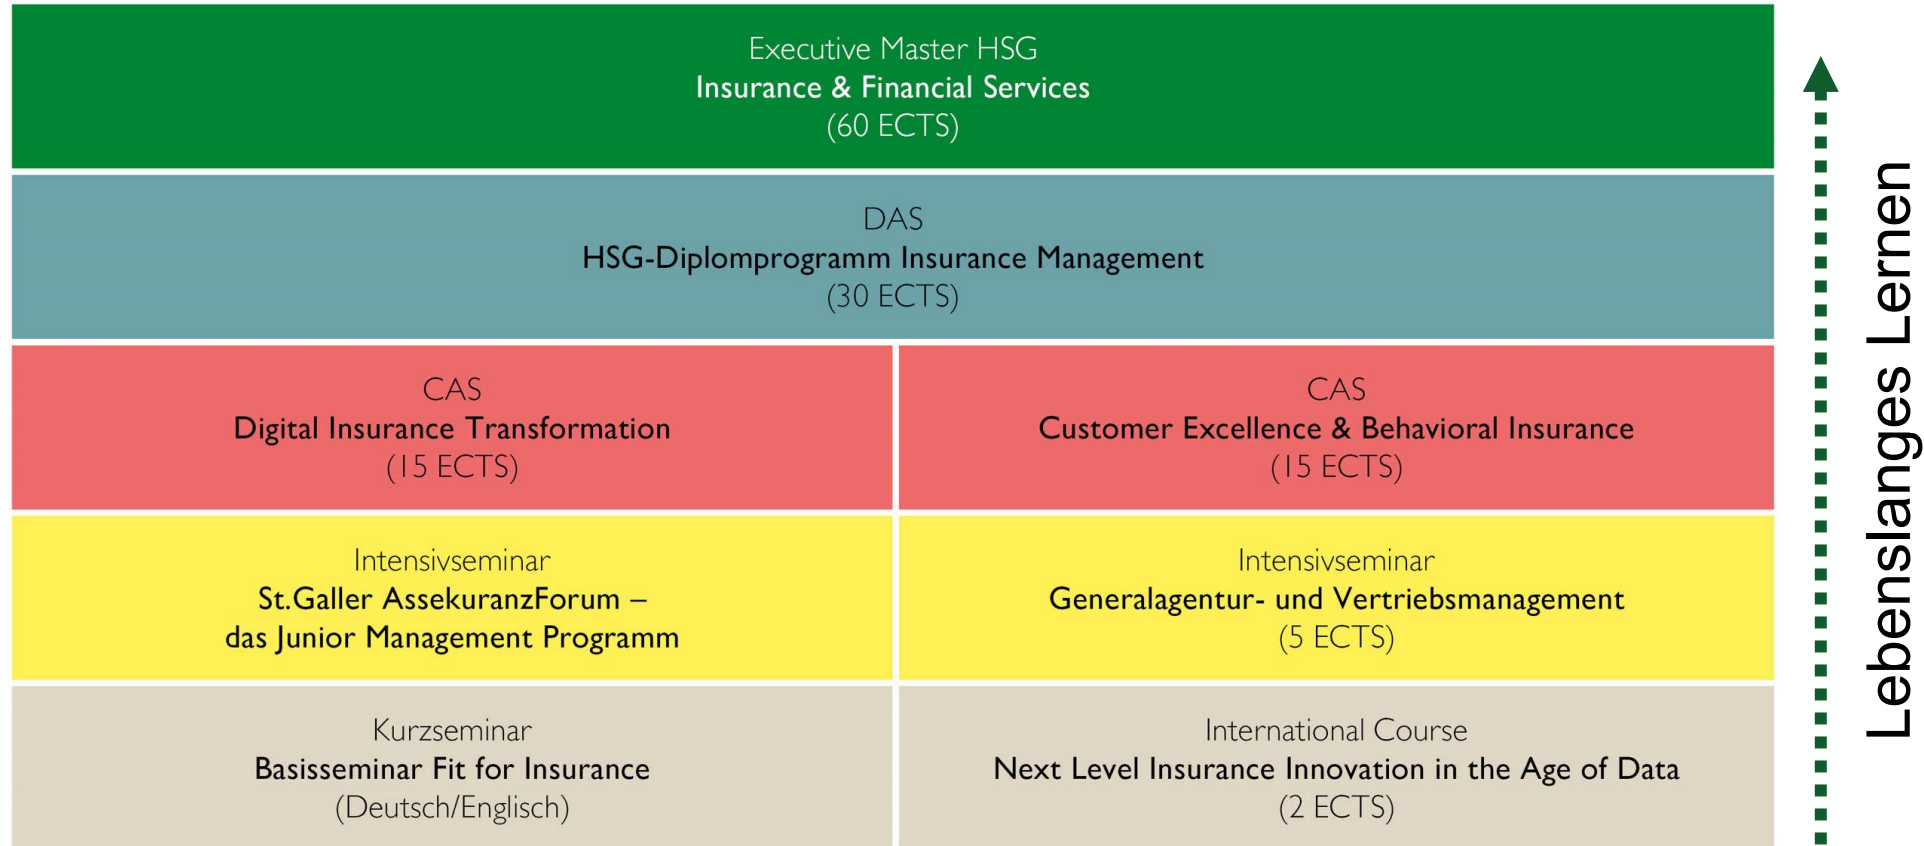 Executive Master HSG
Insurance & Financial Services
(60 ECTS)
DAS
HSG-Diplomprogramm Insurance Management
(30 ECTS)
CAS
Digital Insurance Transformation
(15 ECTS)
CAS
Customer Excellence & Behavioral Insurance
(15 ECTS)
Intensivseminar
St.Galler AssekuranzForum –
das Junior Management Programm
Intensivseminar
Generalagentur- und Vertriebsmanagement
(5 ECTS)
Kurzseminar
Basisseminar Fit for Insurance
(Deutsch/Englisch)
International Course
Next Level Insurance Innovation in the Age of Data
(2 ECTS)
Lebenslanges Lernen